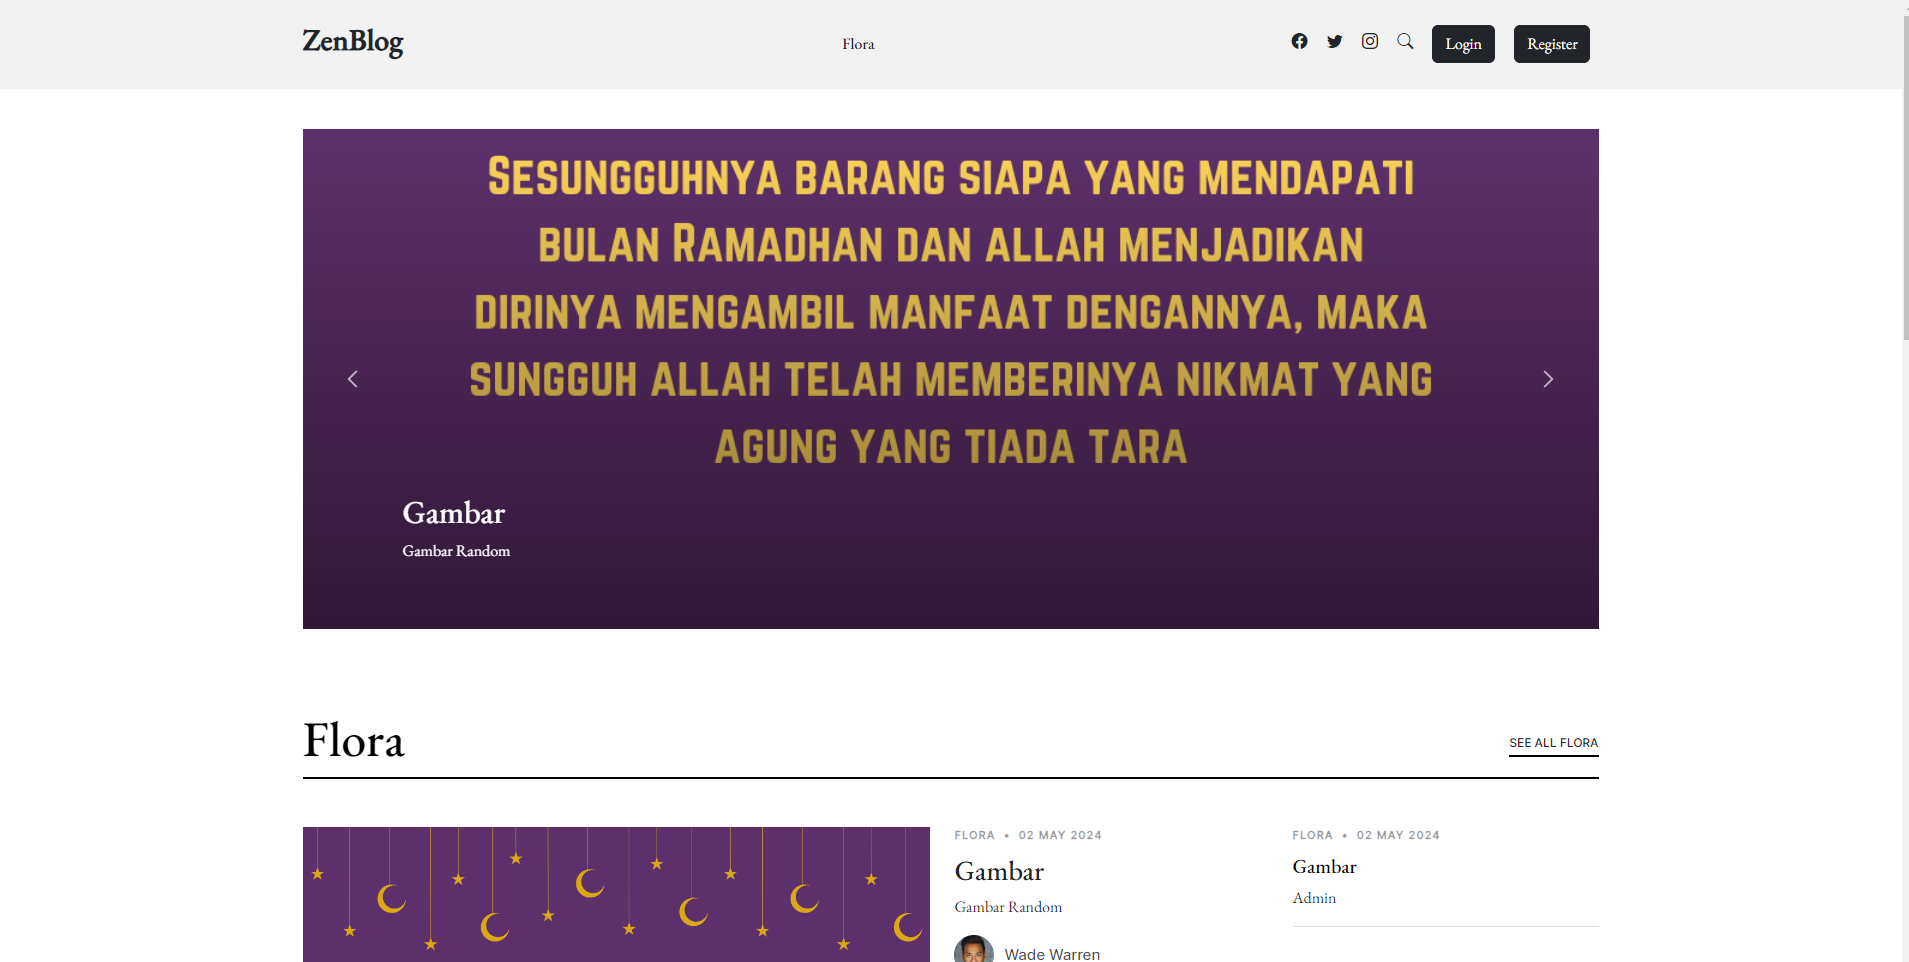 ZenBlog
Flora
Login
Register
Sesungguhnya barang siapa yang mendapati
bulan Ramadhan dan allah menjadikan
dirinya mengambil manfaat dengannya, maka
sungguh allah telah memberinya nikmat yang
agung yang tiada tara
Gambar
Gambar Random
Flora
SEE ALL FLORA
FLORA • 02 MAY 2024
Gambar
Gambar Random
Wade Warren
FLORA • 02 MAY 2024
Gambar
Admin